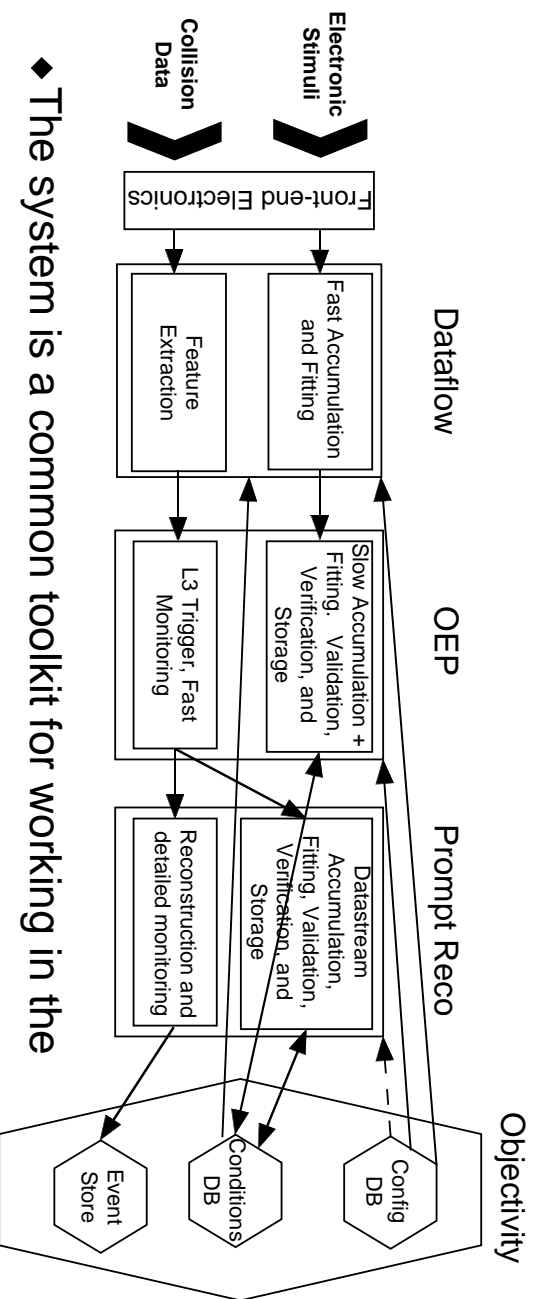 Dataflow
OEP
Prompt Reco
Objectivity
Electronic
Stimuli
Collision
Data
Front-end Electronics
Fast Accumulation
and Fitting
Feature
Extraction
Slow Accumulation +
Fitting. Validation,
Verification, and
Storage
L3 Trigger, Fast
Monitoring
Datastream
Accumulation,
Fitting, Validation,
Verification, and
Storage
Reconstruction and
detailed monitoring
Config
DB
Conditions
DB
Event
Store
◆ The system is a common toolkit for working in the